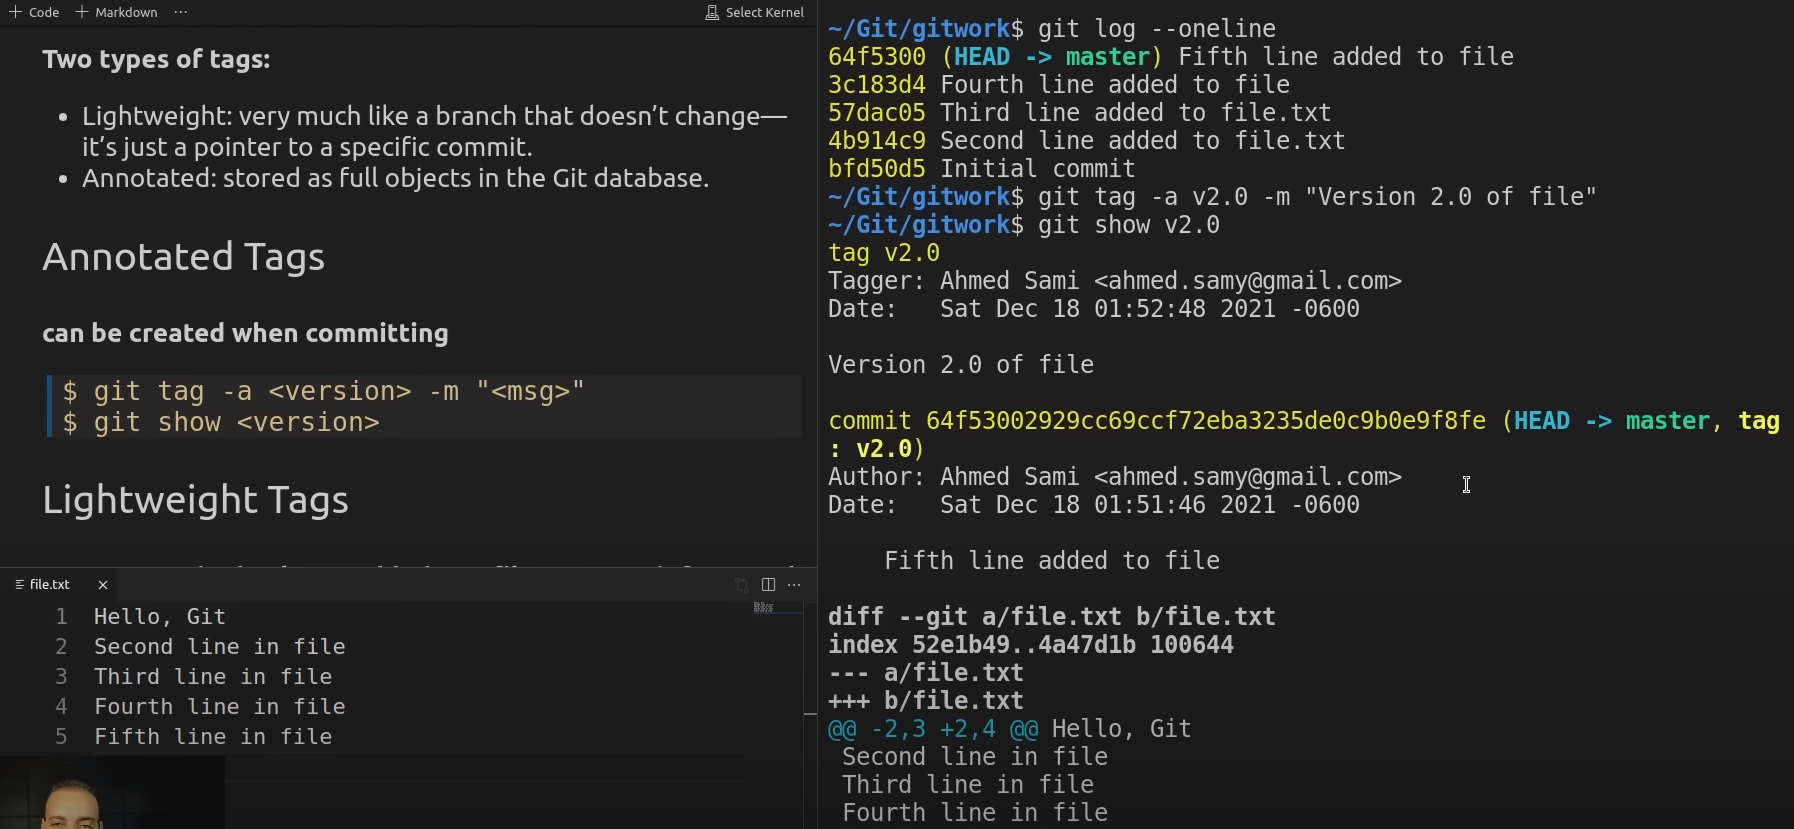 Code Markdown ··· Select Kernel
Two types of tags:
• Lightweight: very much like a branch that doesn’t change—
it’s just a pointer to a specific commit.
• Annotated: stored as full objects in the Git database.
Annotated Tags
can be created when committing
$ git tag -a <version> -m "<msg>"
$ git show <version>
Lightweight Tags
file.txt
1 Hello, Git
2 Second line in file
3 Third line in file
4 Fourth line in file
5 Fifth line in file
~/Git/gitwork$ git log --oneline
64f5300 (HEAD -> master) Fifth line added to file
3c183d4 Fourth line added to file
57dac05 Third line added to file.txt
4b914c9 Second line added to file.txt
bfd50d5 Initial commit
~/Git/gitwork$ git tag -a v2.0 -m "Version 2.0 of file"
~/Git/gitwork$ git show v2.0
tag v2.0
Tagger: Ahmed Sami <ahmed.samy@gmail.com>
Date:   Sat Dec 18 01:52:48 2021 -0600
Version 2.0 of file
commit 64f53002929cc69ccf72eba3235de0c9b0e9f8fe (HEAD -> master, tag
: v2.0)
Author: Ahmed Sami <ahmed.samy@gmail.com>
Date:   Sat Dec 18 01:51:46 2021 -0600
Fifth line added to file
diff --git a/file.txt b/file.txt
index 52e1b49..4a47d1b 100644
--- a/file.txt
+++ b/file.txt
@@ -2,3 +2,4 @@ Hello, Git
Second line in file
Third line in file
Fourth line in file